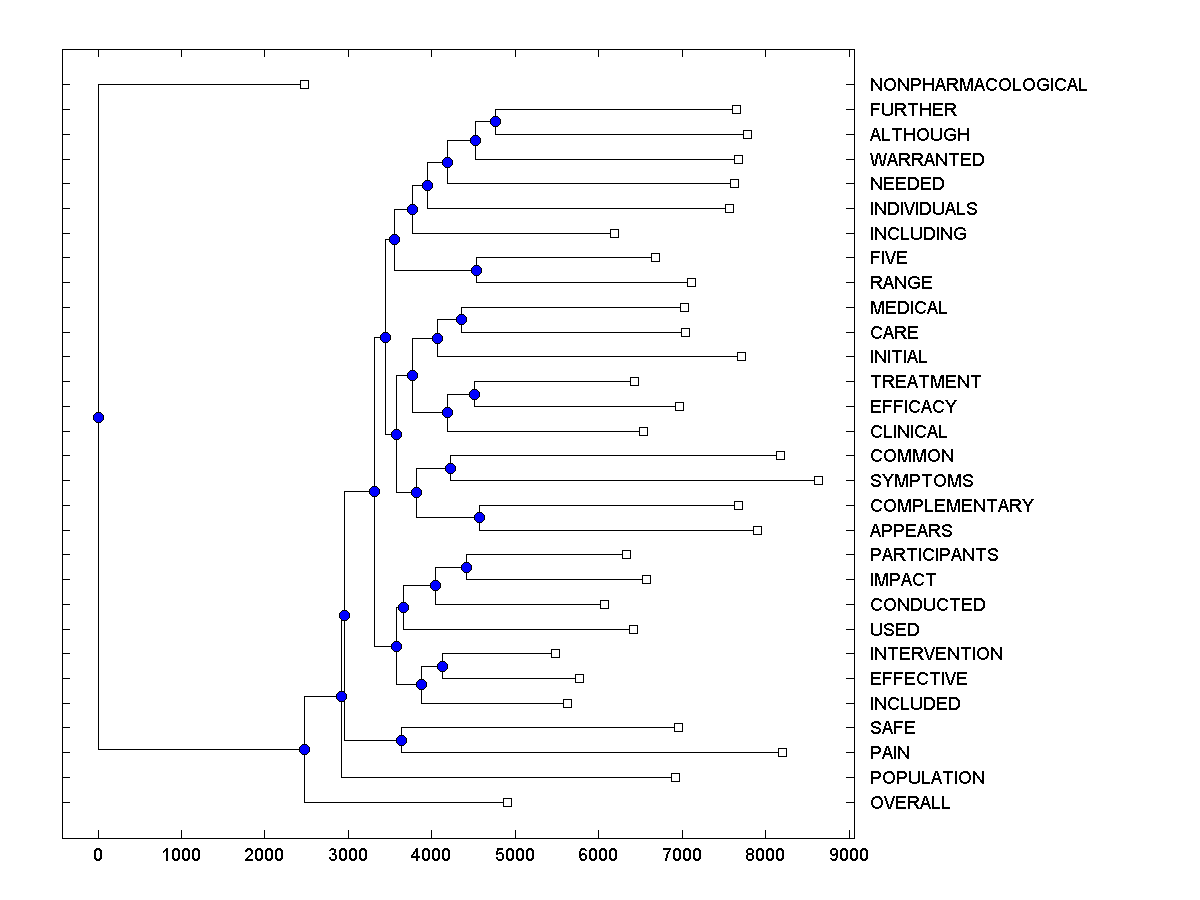 NONPHARMACOLOGICAL
FURTHER
ALTHOUGH
WARRANTED
NEEDED
INDIVIDUALS
INCLUDING
FIVE
RANGE
MEDICAL
CARE
INITIAL
TREATMENT
EFFICACY
CLINICAL
COMMON
SYMPTOMS
COMPLEMENTARY
APPEARS
PARTICIPANTS
IMPACT
CONDUCTED
USED
INTERVENTION
EFFECTIVE
INCLUDED
SAFE
PAIN
POPULATION
OVERALL
0 1000 2000 3000 4000 5000 6000 7000 8000 9000